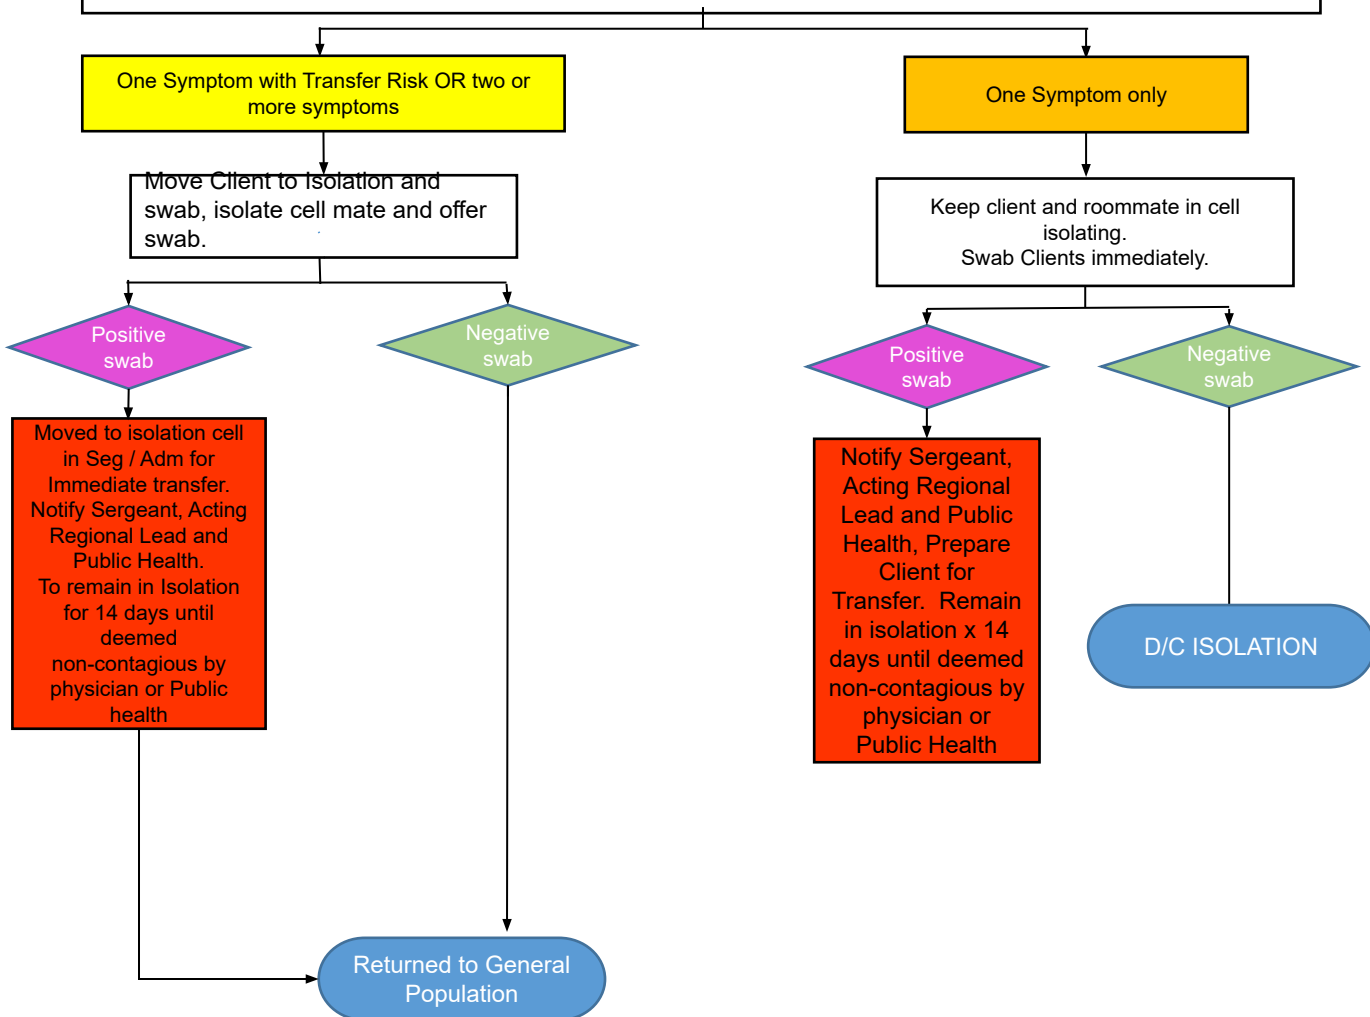 One Symptom with Transfer Risk OR two or
more symptoms
One Symptom only
Move Client to Isolation and
swab, isolate cell mate and offer
swab.
Keep client and roommate in cell
isolating.
Swab Clients immediately.
Positive
swab
Negative
swab
Positive
swab
Negative
swab
Moved to isolation cell
in Seg / Adm for
Immediate transfer.
Notify Sergeant, Acting
Regional Lead and
Public Health.
To remain in Isolation
for 14 days until
deemed
non-contagious by
physician or Public
health
Notify Sergeant,
Acting Regional
Lead and Public
Health, Prepare
Client for
Transfer.  Remain
in isolation x 14
days until deemed
non-contagious by
physician or
Public Health
D/C ISOLATION
Returned to General
Population